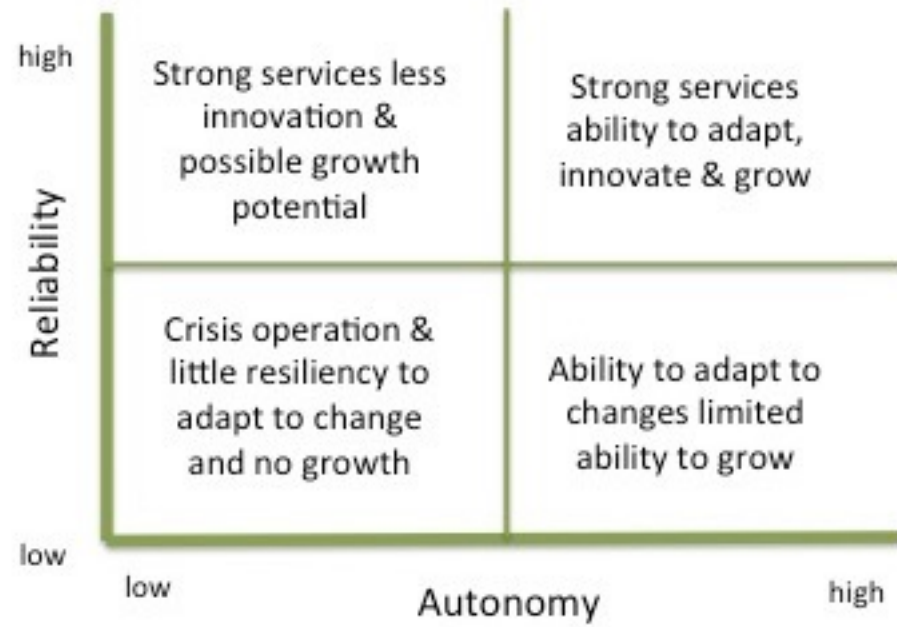 high
Strong services less
innovation &
possible growth
potential
Strong services
ability to adapt,
innovate & grow
Reliability
Crisis operation &
little resiliency to
adapt to change
and no growth
Ability to adapt to
changes limited
ability to grow
low
low
Autonomy
high